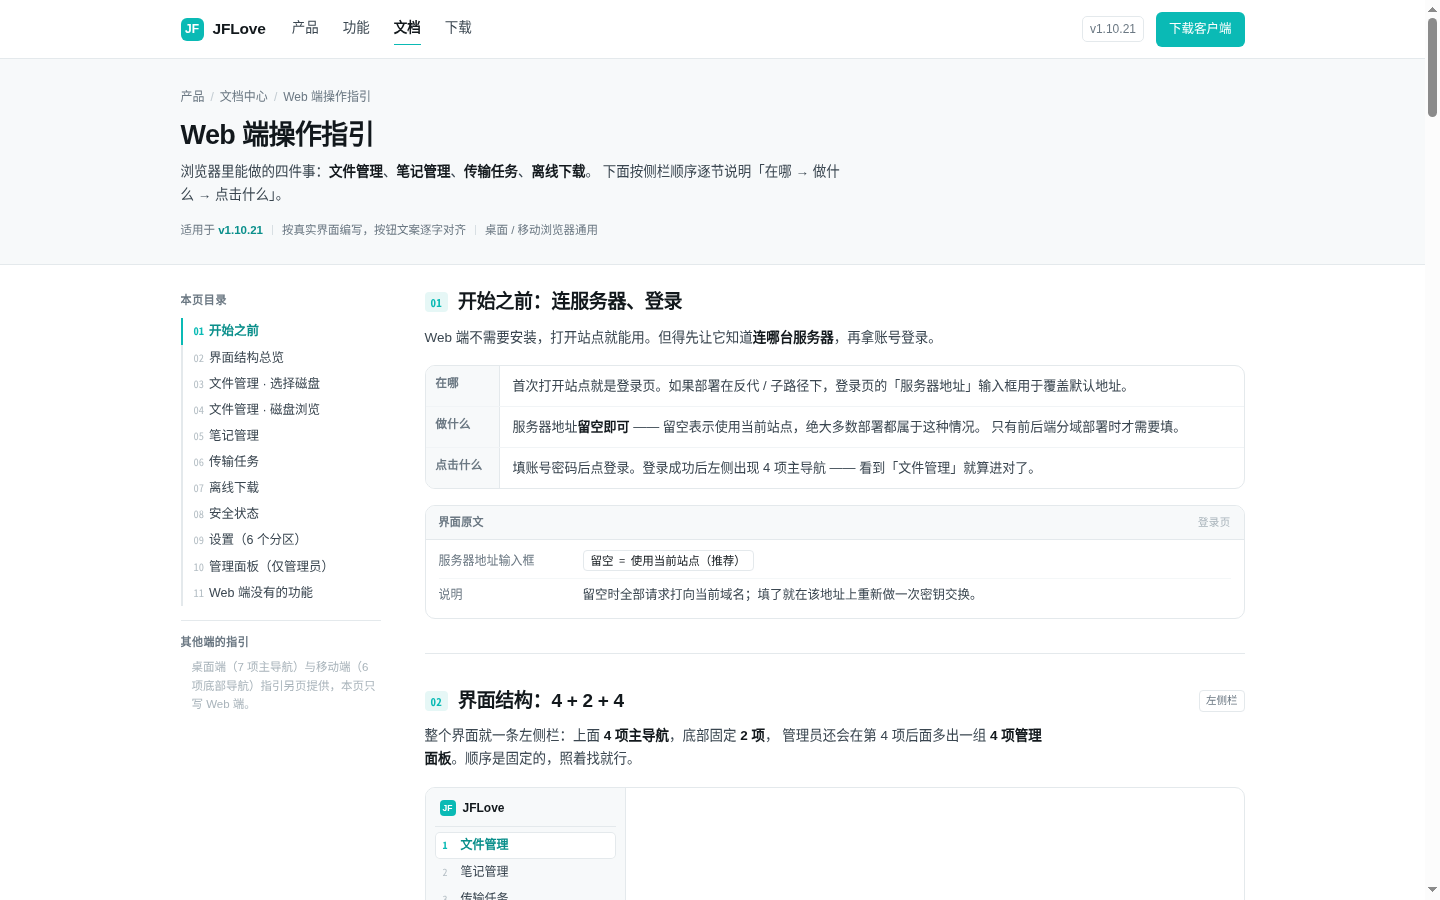 JF JFLove 产品 功能 文档 下载 v1.10.21 下载客户端
产品 / 文档中心 / Web 端操作指引
Web 端操作指引
浏览器里能做的四件事：文件管理、笔记管理、传输任务、离线下载。 下面按侧栏顺序逐节说明「在哪 → 做什
么 → 点击什么」。
适用于 v1.10.21 按真实界面编写，按钮文案逐字对齐 桌面 / 移动浏览器通用
本页目录
01 开始之前
02 界面结构总览
03 文件管理 · 选择磁盘
04 文件管理 · 磁盘浏览
05 笔记管理
06 传输任务
07 离线下载
08 安全状态
09 设置（6 个分区）
10 管理面板（仅管理员）
11 Web 端没有的功能
其他端的指引
桌面端（7 项主导航）与移动端（6
项底部导航）指引另页提供，本页只
写 Web 端。
01 开始之前：连服务器、登录
Web 端不需要安装，打开站点就能用。但得先让它知道连哪台服务器，再拿账号登录。
在哪 首次打开站点就是登录页。如果部署在反代 / 子路径下，登录页的「服务器地址」输入框用于覆盖默认地址。
做什么 服务器地址留空即可 —— 留空表示使用当前站点，绝大多数部署都属于这种情况。 只有前后端分域部署时才需要填。
点击什么 填账号密码后点登录。登录成功后左侧出现 4 项主导航 —— 看到「文件管理」就算进对了。
界面原文 登录页
服务器地址输入框 留空 = 使用当前站点（推荐）
说明 留空时全部请求打向当前域名；填了就在该地址上重新做一次密钥交换。
02 界面结构：4 + 2 + 4 左侧栏
整个界面就一条左侧栏：上面 4 项主导航，底部固定 2 项， 管理员还会在第 4 项后面多出一组 4 项管理
面板。顺序是固定的，照着找就行。
JF JFLove
1 文件管理
2 笔记管理
3 传输任务